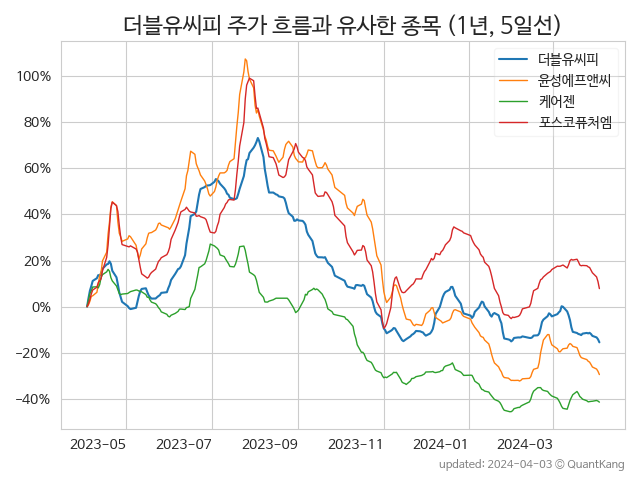 더블유씨피 주가 흐름과 유사한 종목 (1년, 5일선)
더블유씨피
윤성에프앤씨
케어젠
포스코퓨처엠
100%
80%
60%
40%
20%
0%
−20%
−40%
2023-05 2023-07 2023-09 2023-11 2024-01 2024-03
updated: 2024-04-03 © QuantKang